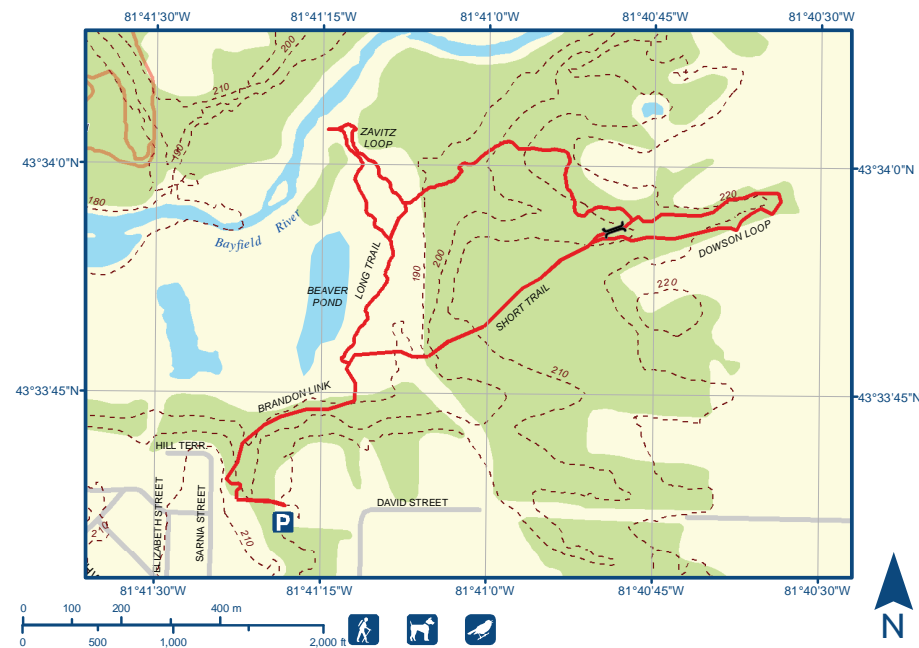 81°41'30"W
81°41'15"W
81°41'0"W
81°40'45"W
81°40'30"W
200
210
ZAVITZ
LOOP
190
43°34'0"N
43°34'0"N
180
220
Bayfield River
DOWSON LOOP
200
190
LONG TRAIL
BEAVER
POND
220
SHORT TRAIL
210
43°33'45"N
43°33'45"N
BRANDON LINK
HILL TERR.
ELIZABETH STREET
SARNIA STREET
DAVID STREET
P
210
210
81°41'30"W
81°41'15"W
81°41'0"W
81°40'45"W
81°40'30"W
0 100 200 400 m
0 500 1,000 2,000 ft
N